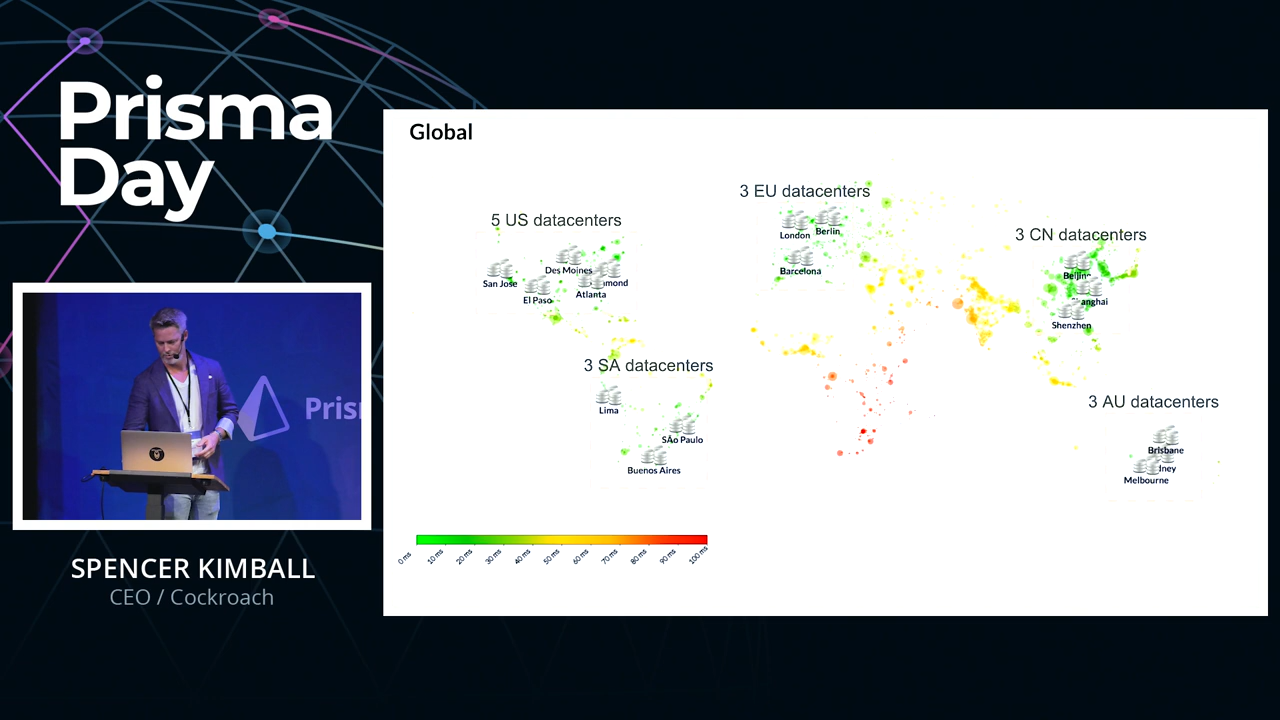 Prisma
Day
Global
3 EU datacenters
5 US datacenters
London
Berlin
3 CN datacenters
Des Moines
Barcelona
San Jose
Atlanta
El Paso
Beijing
Shenzhen
3 SA datacenters
Lima
3 AU datacenters
São Paulo
Buenos Aires
Brisbane
Melbourne
0 ms
10 ms
20 ms
30 ms
40 ms
50 ms
60 ms
70 ms
80 ms
90 ms
100 ms
SPENCER KIMBALL
CEO / Cockroach